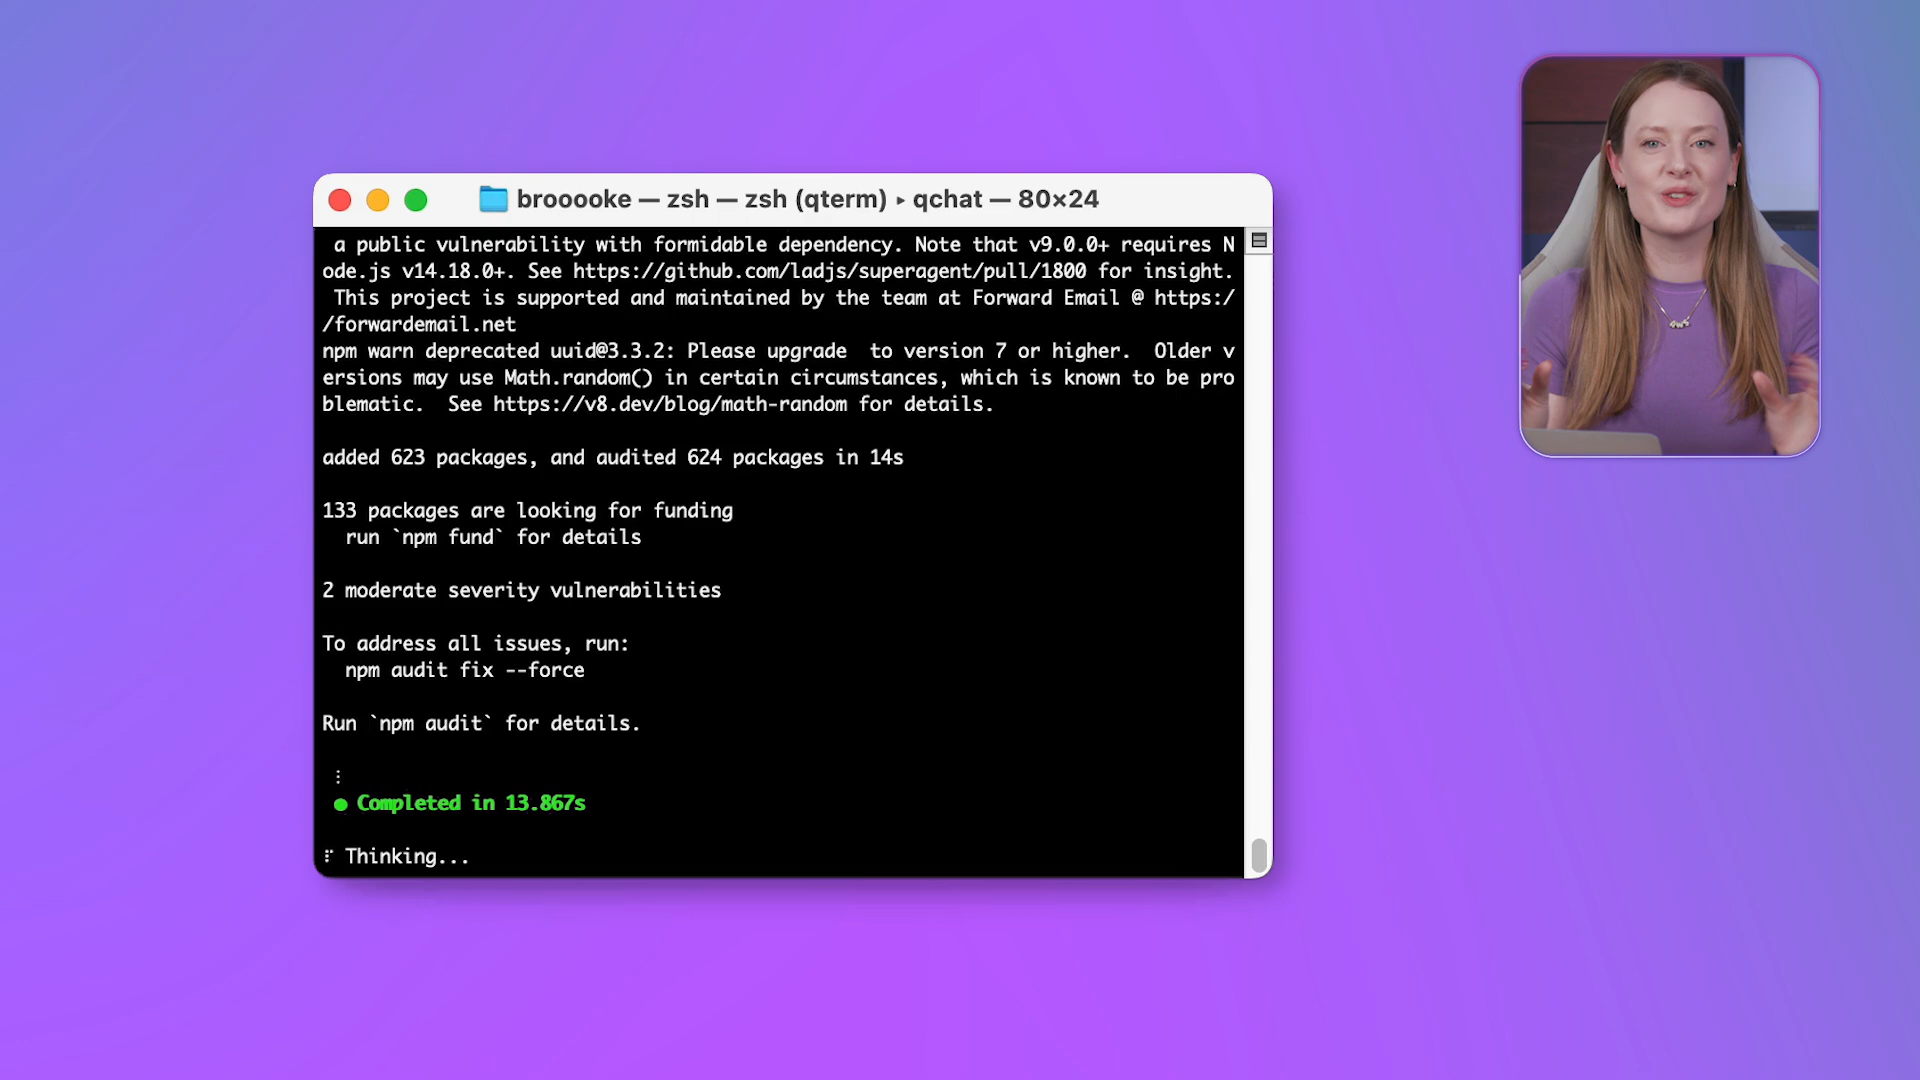 brooooke — zsh — zsh (qterm) ▸ qchat — 80×24
a public vulnerability with formidable dependency. Note that v9.0.0+ requires N
ode.js v14.18.0+. See https://github.com/ladjs/superagent/pull/1800 for insight.
This project is supported and maintained by the team at Forward Email @ https:/
/forwardemail.net
npm warn deprecated uuid@3.3.2: Please upgrade  to version 7 or higher.  Older v
ersions may use Math.random() in certain circumstances, which is known to be pro
blematic.  See https://v8.dev/blog/math-random for details.
added 623 packages, and audited 624 packages in 14s
133 packages are looking for funding
run `npm fund` for details
2 moderate severity vulnerabilities
To address all issues, run:
npm audit fix --force
Run `npm audit` for details.
⋮
● Completed in 13.867s
⠏ Thinking...